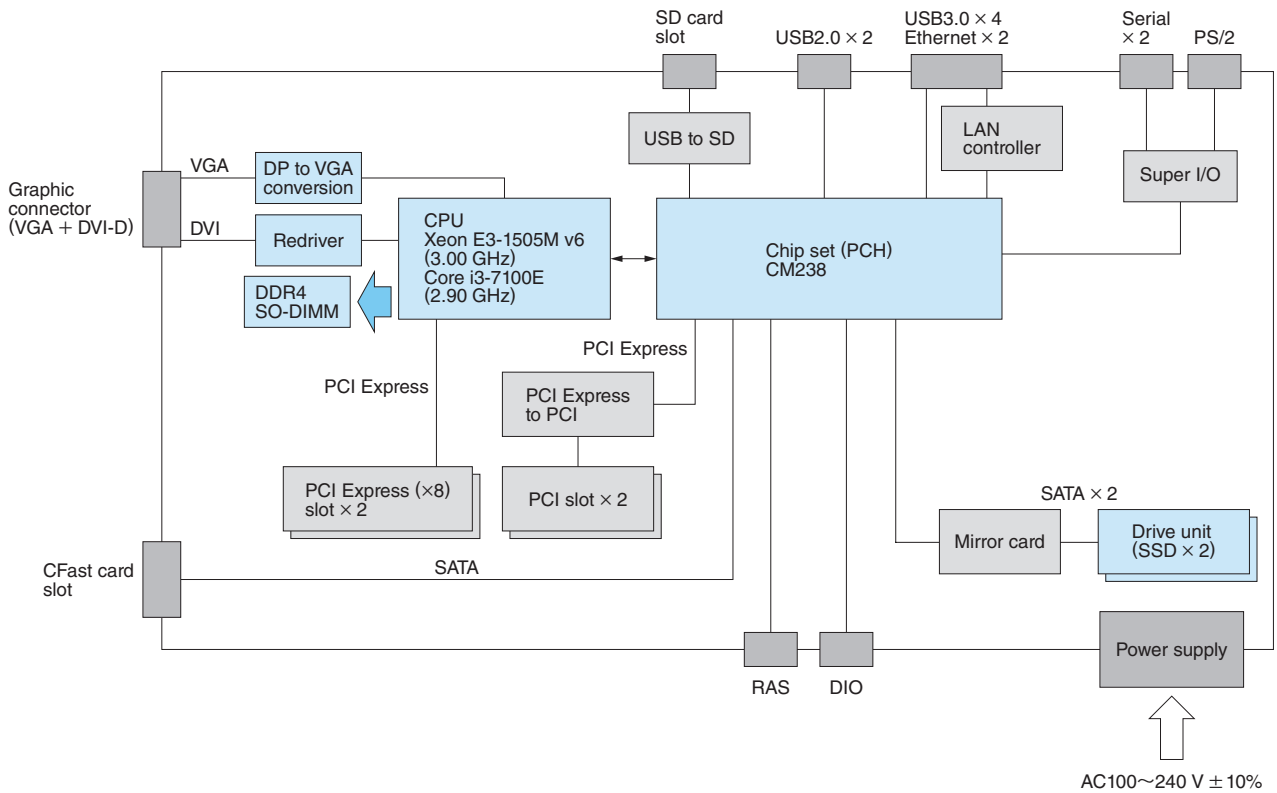 SD card
slot
USB2.0 × 2
USB3.0 × 4
Ethernet × 2
Serial
× 2
PS/2
USB to SD
LAN
controller
Super I/O
Graphic
connector
(VGA + DVI-D)
VGA
DP to VGA
conversion
DVI
Redriver
DDR4
SO-DIMM
CPU
Xeon E3-1505M v6
(3.00 GHz)
Core i3-7100E
(2.90 GHz)
Chip set (PCH)
CM238
PCI Express
PCI Express
PCI Express
to PCI
PCI Express (×8)
slot × 2
PCI slot × 2
SATA × 2
Mirror card
Drive unit
(SSD × 2)
CFast card
slot
SATA
Power supply
RAS
DIO
AC100～240 V ± 10%